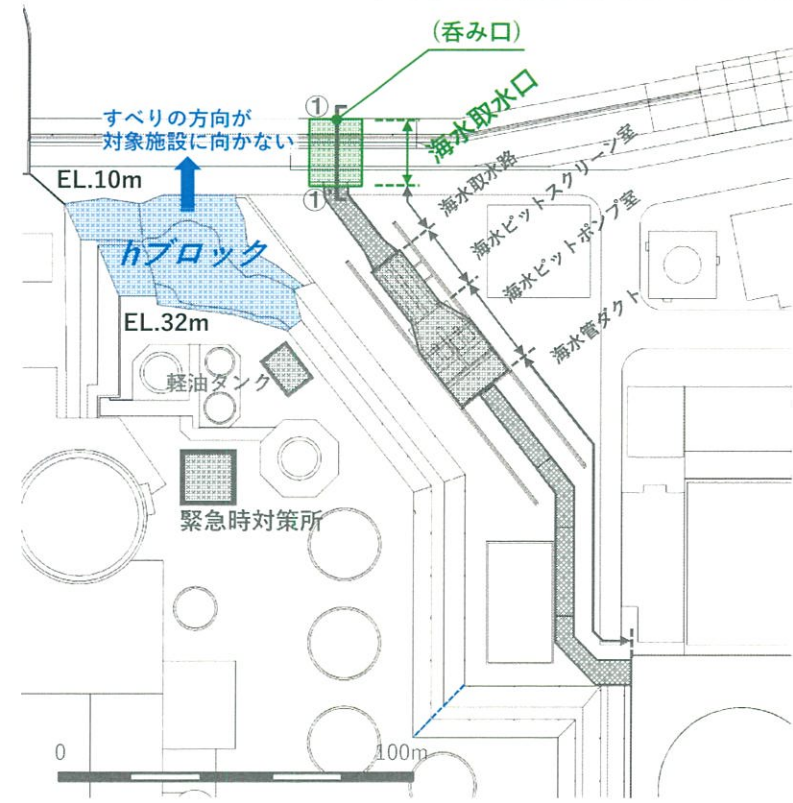 (呑み口)
①
すべりの方向が
対象施設に向かない
海水取水口
EL.10m
①
海水取水路
海水ピットスクリーン室
hブロック
海水ピットポンプ室
EL.32m
海水管ダクト
軽油タンク
緊急時対策所
0
100m